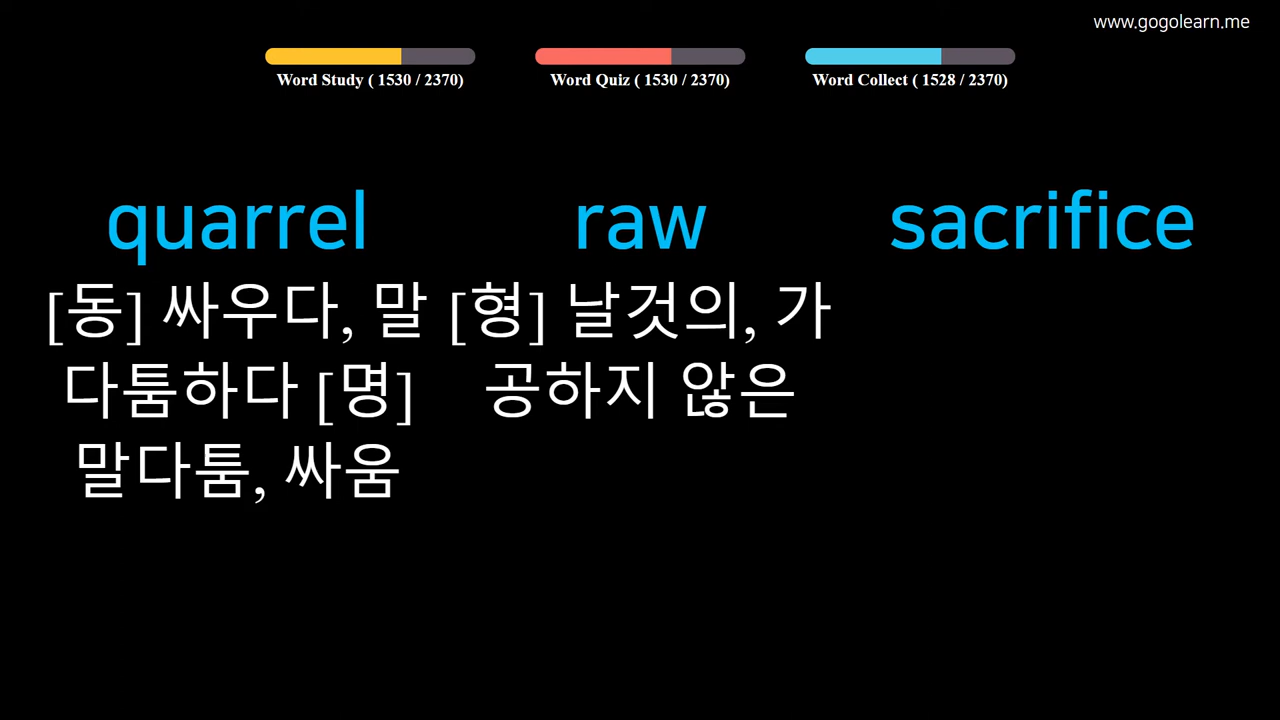 www.gogolearn.me
Word Study ( 1530 / 2370)
Word Quiz ( 1530 / 2370)
Word Collect ( 1528 / 2370)
quarrel
[동] 싸우다, 말
다툼하다 [명]
말다툼, 싸움
raw
[형] 날것의, 가
공하지 않은
sacrifice